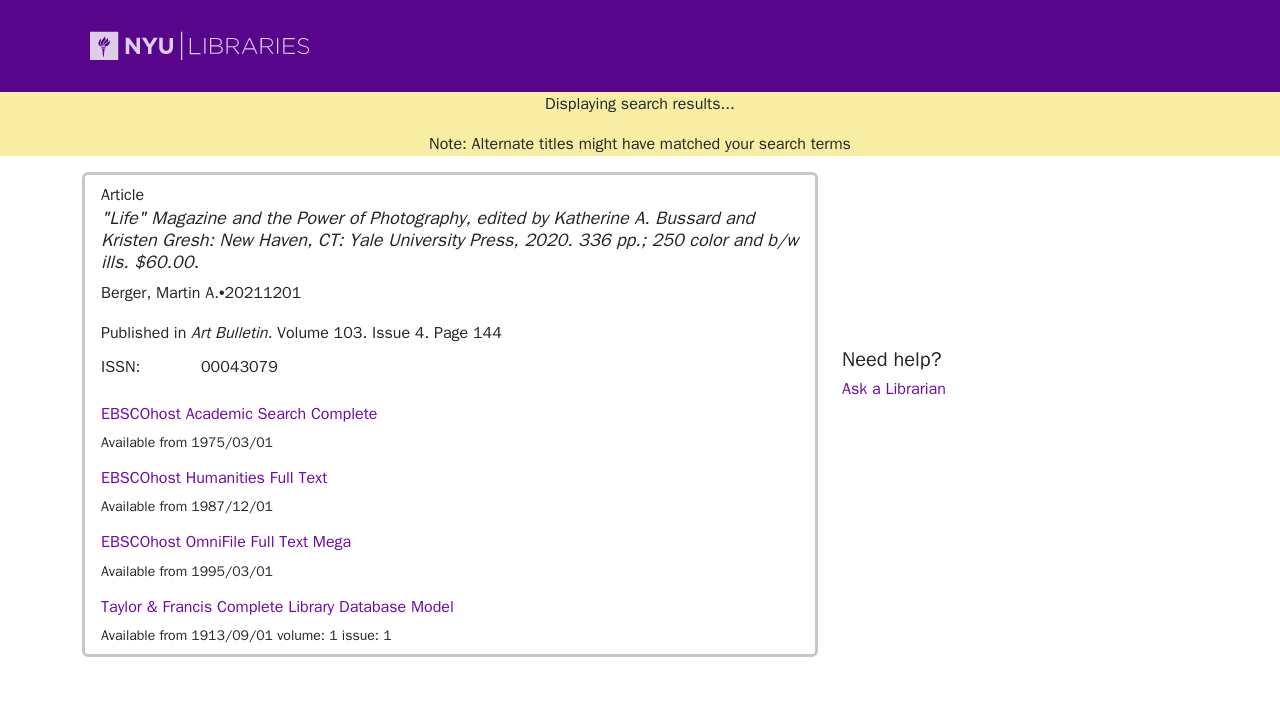 NYU LIBRARIES
Displaying search results...
Note: Alternate titles might have matched your search terms
Article
"Life" Magazine and the Power of Photography, edited by Katherine A. Bussard and
Kristen Gresh: New Haven, CT: Yale University Press, 2020. 336 pp.; 250 color and b/w
ills. $60.00.
Berger, Martin A.•20211201
Published in Art Bulletin. Volume 103. Issue 4. Page 144
ISSN: 00043079
EBSCOhost Academic Search Complete
Available from 1975/03/01
EBSCOhost Humanities Full Text
Available from 1987/12/01
EBSCOhost OmniFile Full Text Mega
Available from 1995/03/01
Taylor & Francis Complete Library Database Model
Available from 1913/09/01 volume: 1 issue: 1
Need help?
Ask a Librarian